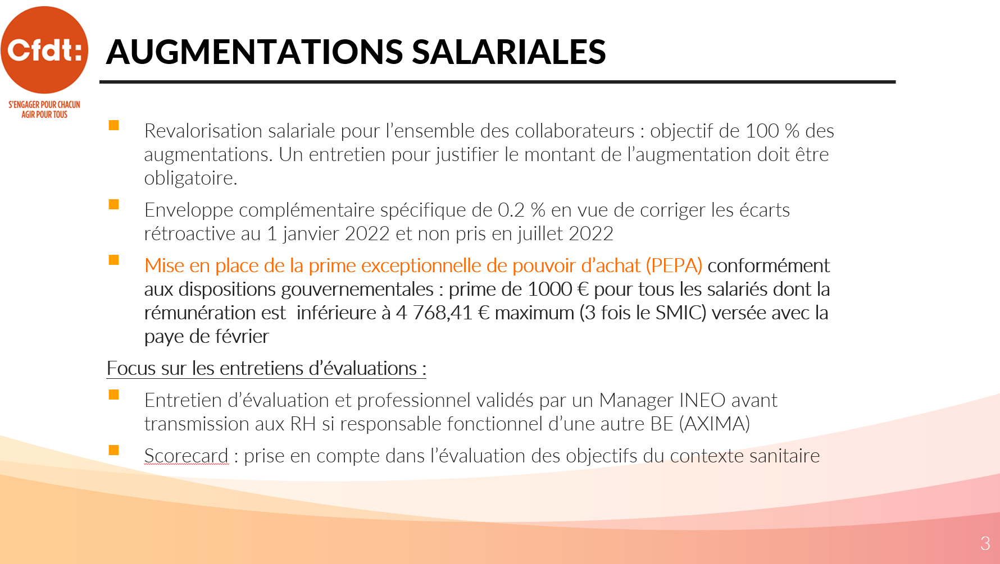 Cfdt:
S'ENGAGER POUR CHACUN
AGIR POUR TOUS
AUGMENTATIONS SALARIALES
Revalorisation salariale pour l’ensemble des collaborateurs : objectif de 100 % des
augmentations. Un entretien pour justifier le montant de l’augmentation doit être
obligatoire.
Enveloppe complémentaire spécifique de 0.2 % en vue de corriger les écarts
rétroactive au 1 janvier 2022 et non pris en juillet 2022
Mise en place de la prime exceptionnelle de pouvoir d’achat (PEPA) conformément
aux dispositions gouvernementales : prime de 1000 € pour tous les salariés dont la
rémunération est  inférieure à 4 768,41 € maximum (3 fois le SMIC) versée avec la
paye de février
Focus sur les entretiens d’évaluations :
Entretien d’évaluation et professionnel validés par un Manager INEO avant
transmission aux RH si responsable fonctionnel d’une autre BE (AXIMA)
Scorecard : prise en compte dans l’évaluation des objectifs du contexte sanitaire
3